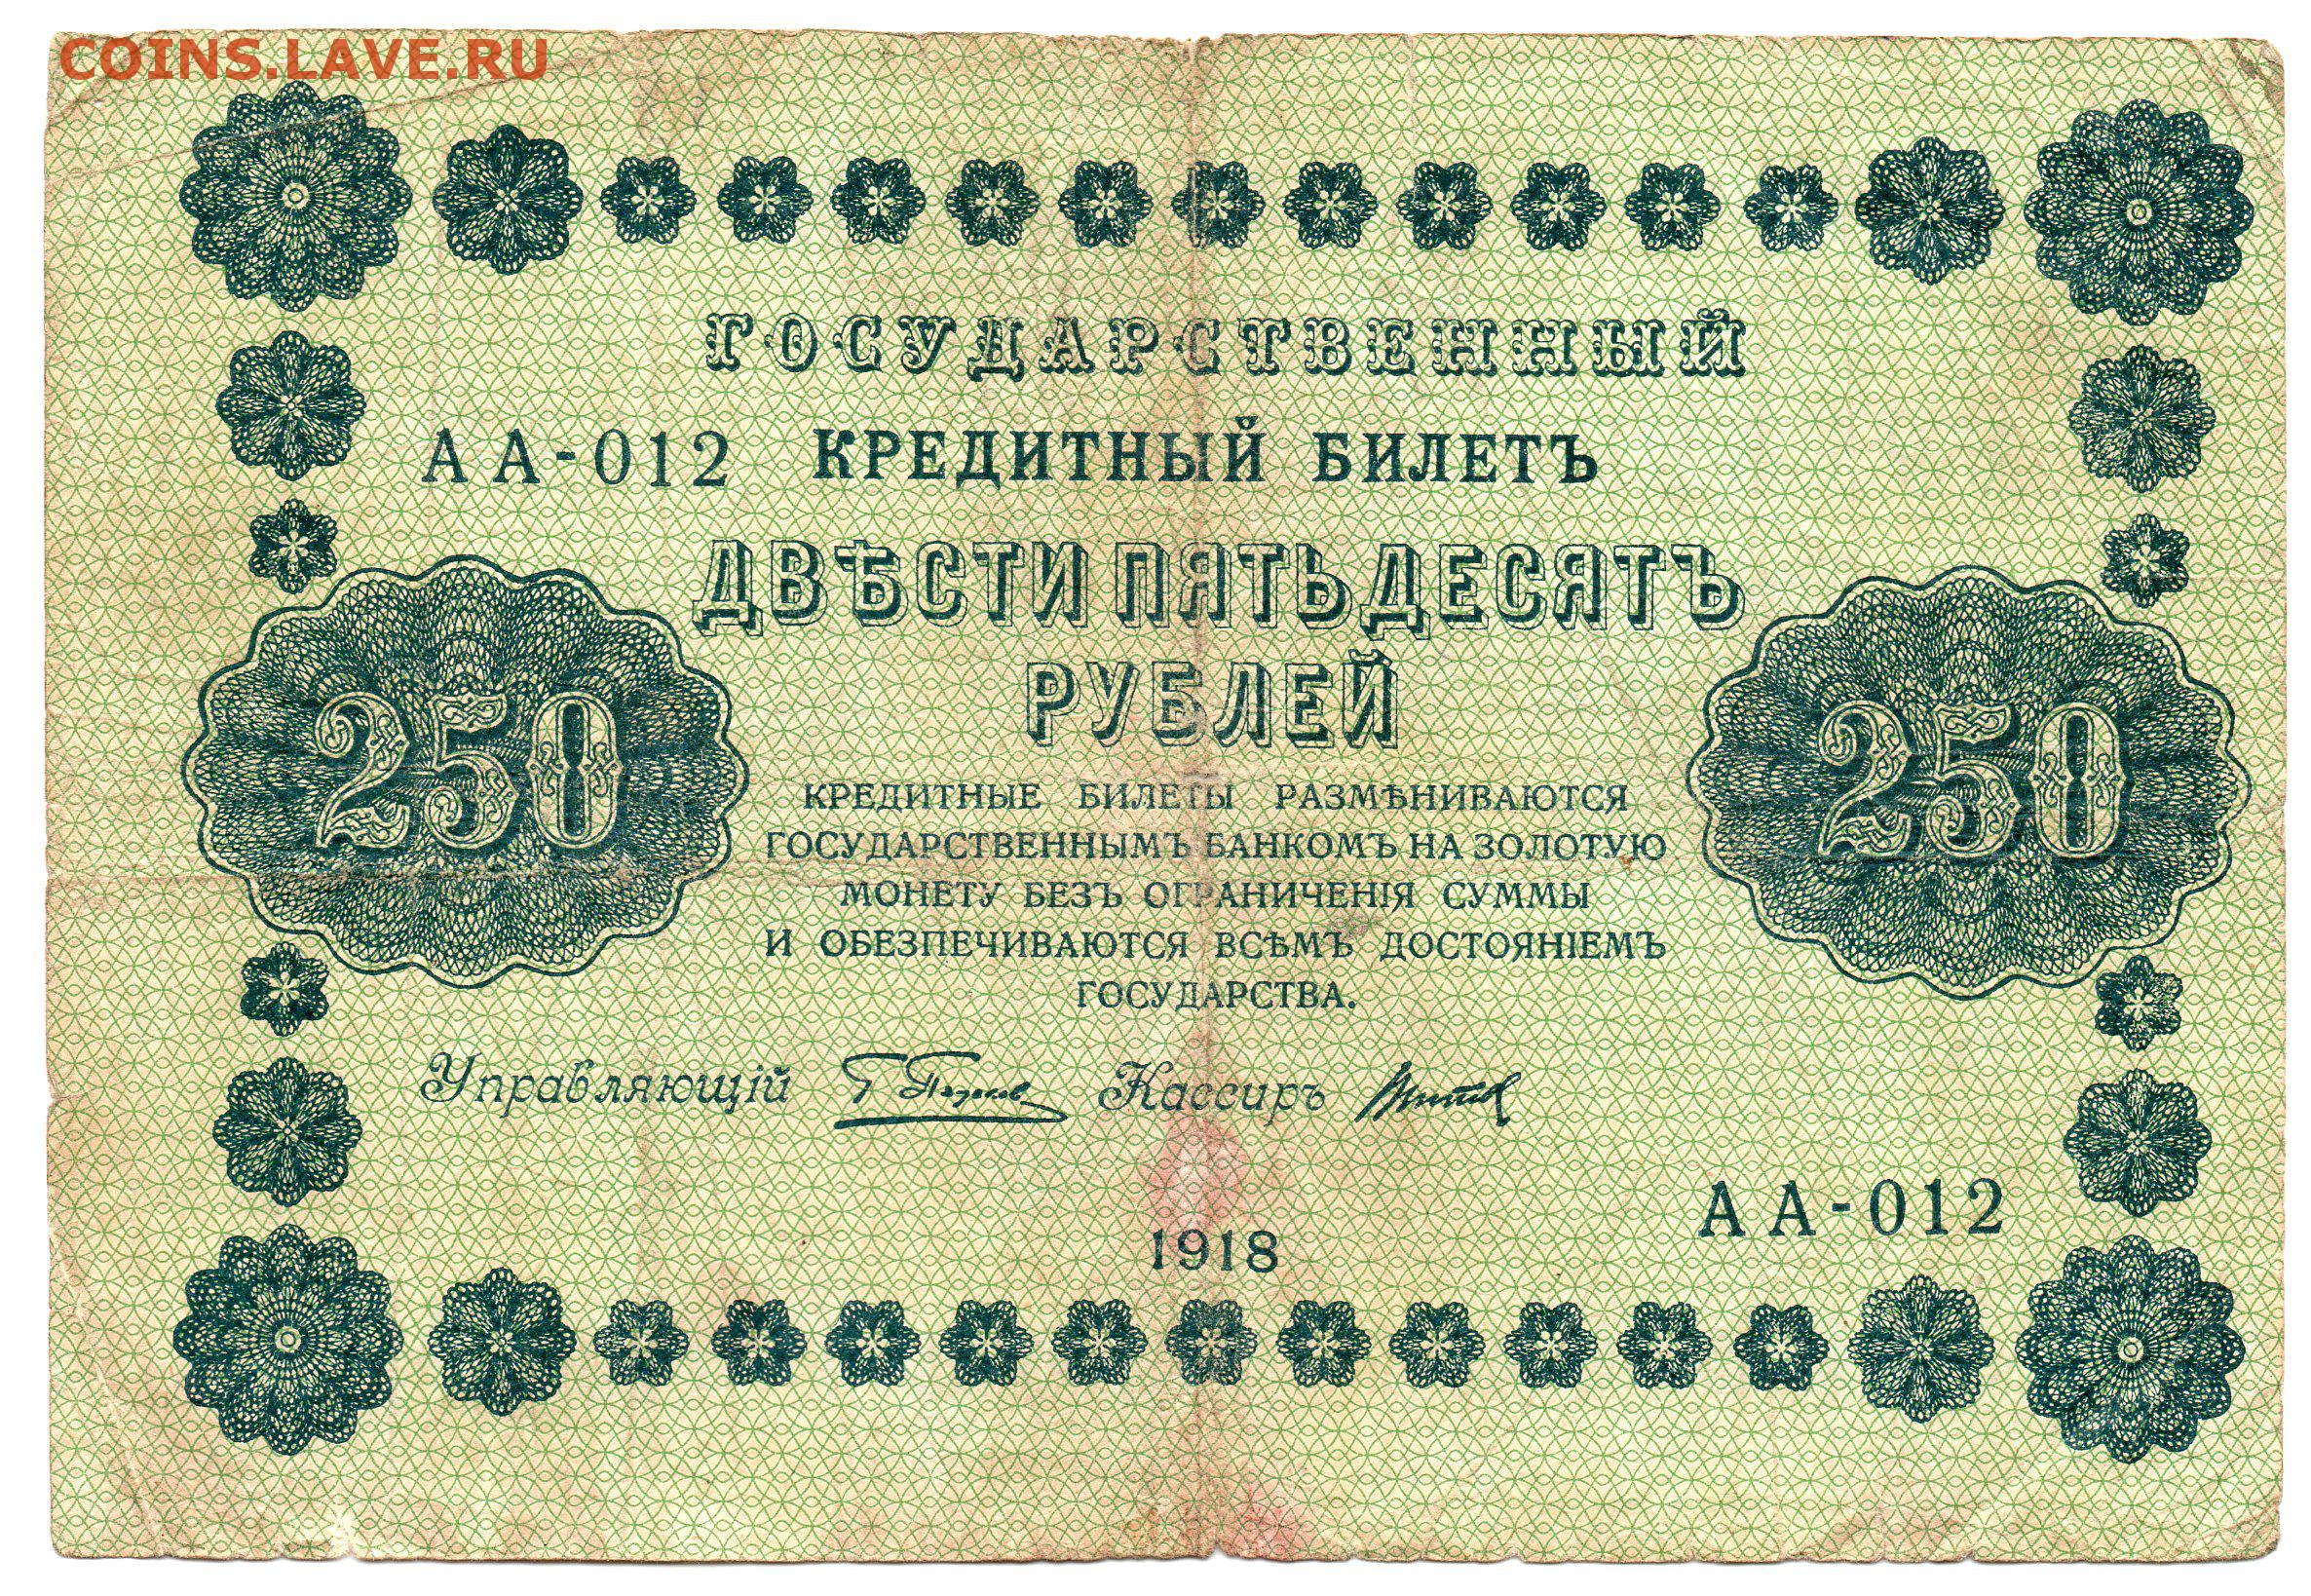 COINS.LAVE.RU
ГОСУДАРСТВЕННЫЙ
АА-012 КРЕДИТНЫЙ БИЛЕТЪ
ДВѢСТИ ПЯТЬДЕСЯТЪ
РУБЛЕЙ
250 250
КРЕДИТНЫЕ БИЛЕТЫ РАЗМѢНИВАЮТСЯ
ГОСУДАРСТВЕННЫМЪ БАНКОМЪ НА ЗОЛОТУЮ
МОНЕТУ БЕЗЪ ОГРАНИЧЕНІЯ СУММЫ
И ОБЕЗПЕЧИВАЮТСЯ ВСѢМЪ ДОСТОЯНІЕМЪ
ГОСУДАРСТВА.
Управляющій Кассиръ
АА-012
1918